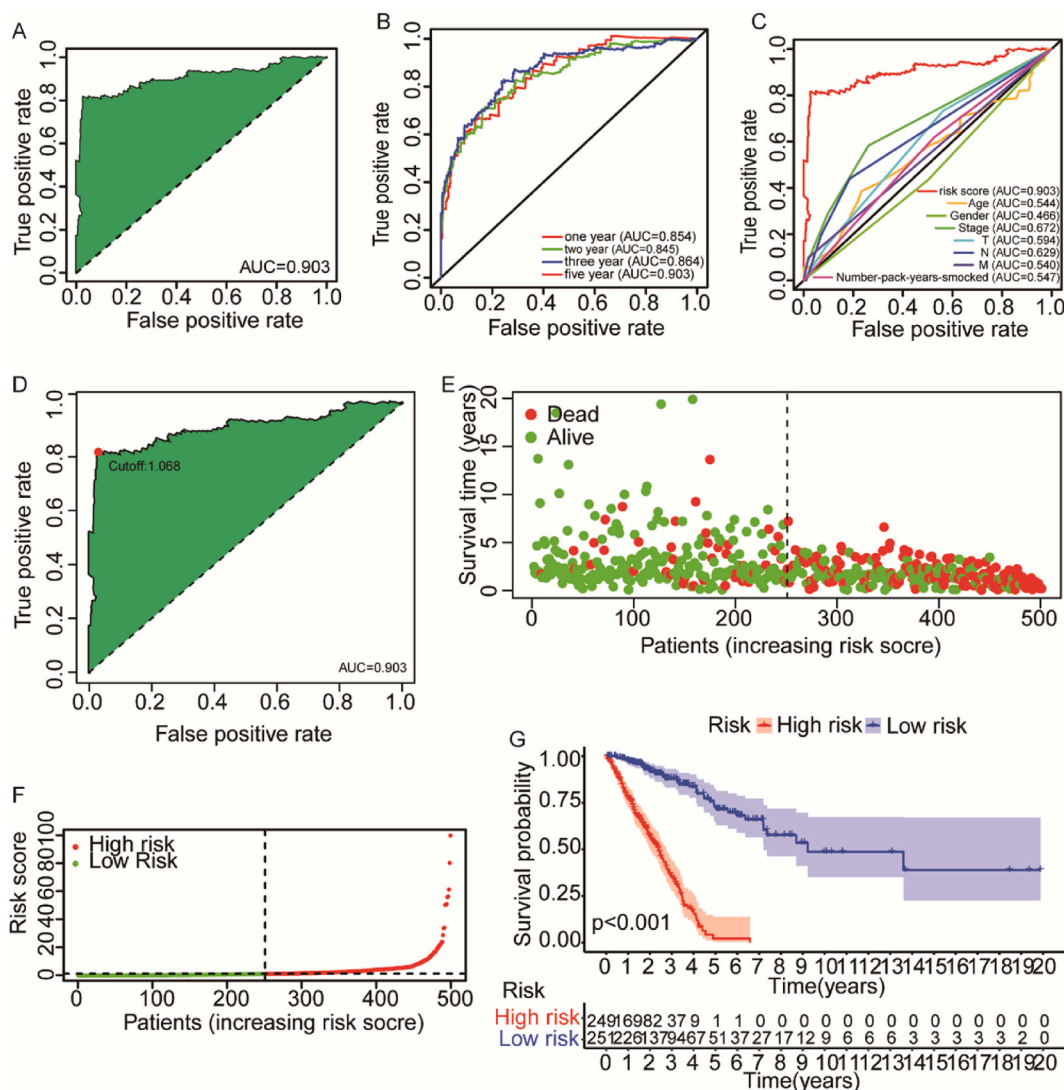 A
True positive rate
0.0 0.2 0.4 0.6 0.8 1.0
AUC=0.903
0.0 0.2 0.4 0.6 0.8 1.0
False positive rate
B
True positive rate
0.0 0.2 0.4 0.6 0.8 1.0
one year (AUC=0.854)
two year (AUC=0.845)
three year (AUC=0.864)
five year (AUC=0.903)
0.0 0.2 0.4 0.6 0.8 1.0
False positive rate
C
True positive rate
0.0 0.2 0.4 0.6 0.8 1.0
risk score (AUC=0.903)
Age (AUC=0.544)
Gender (AUC=0.466)
Stage (AUC=0.672)
T (AUC=0.594)
N (AUC=0.629)
M (AUC=0.540)
Number-pack-years-smocked (AUC=0.547)
0.0 0.2 0.4 0.6 0.8 1.0
False positive rate
D
True positive rate
0.0 0.2 0.4 0.6 0.8 1.0
Cutoff:1.068
AUC=0.903
0.0 0.2 0.4 0.6 0.8 1.0
False positive rate
E
Survival time (years)
0 5 10 15 20
Dead
Alive
0 100 200 300 400 500
Patients (increasing risk socre)
F
Risk score
0 20 40 60 80 100
High risk
Low Risk
0 100 200 300 400 500
Patients (increasing risk socre)
G
Risk High risk Low risk
Survival probability
1.00
0.75
0.50
0.25
0.00
p<0.001
0 1 2 3 4 5 6 7 8 9 10 11 12 13 14 15 16 17 18 19 20
Time(years)
Risk
High risk 249 169 82 37 9 1 1 0 0 0 0 0 0 0 0 0 0 0 0 0 0
Low risk 251 226 137 94 67 51 37 27 17 12 9 6 6 6 3 3 3 3 3 2 0
0 1 2 3 4 5 6 7 8 9 10 11 12 13 14 15 16 17 18 19 20
Time(years)